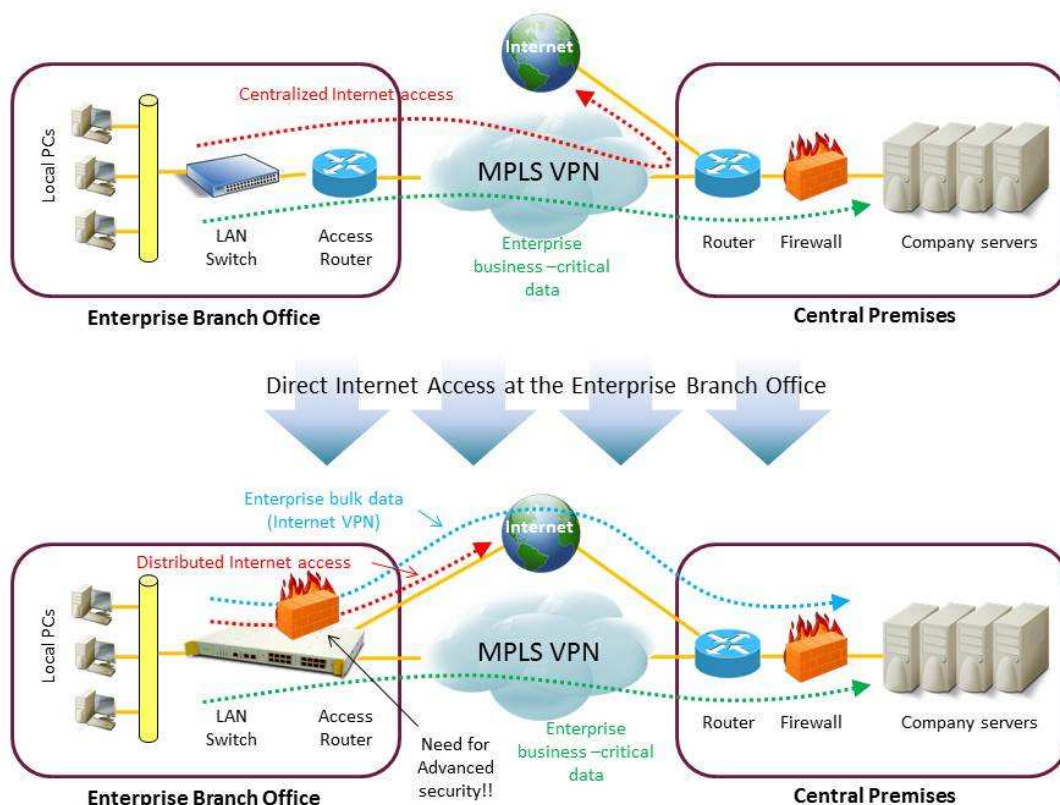 Internet
Centralized Internet access
Local PCs
MPLS VPN
LAN
Switch
Access
Router
Enterprise
business –critical
data
Router
Firewall
Company servers
Enterprise Branch Office
Central Premises
Direct Internet Access at the Enterprise Branch Office
Enterprise bulk data
(Internet VPN)
Internet
Distributed Internet access
Local PCs
MPLS VPN
LAN
Switch
Access
Router
Need for
Advanced
security!!
Enterprise
business –critical
data
Router
Firewall
Company servers
Enterprise Branch Office
Central Premises